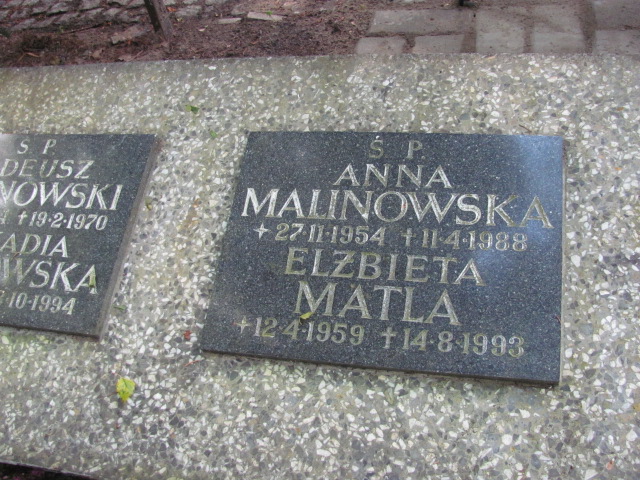 Ś P
DEUSZ
NOWSKI
✝19·2·1970
ADIA
WSKA
10·1994
Ś P
ANNA
MALINOWSKA
✶27·11·1954 ✝11·4·1988
ELŻBIETA
MATLA
✶12·4·1959 ✝14·8·1993